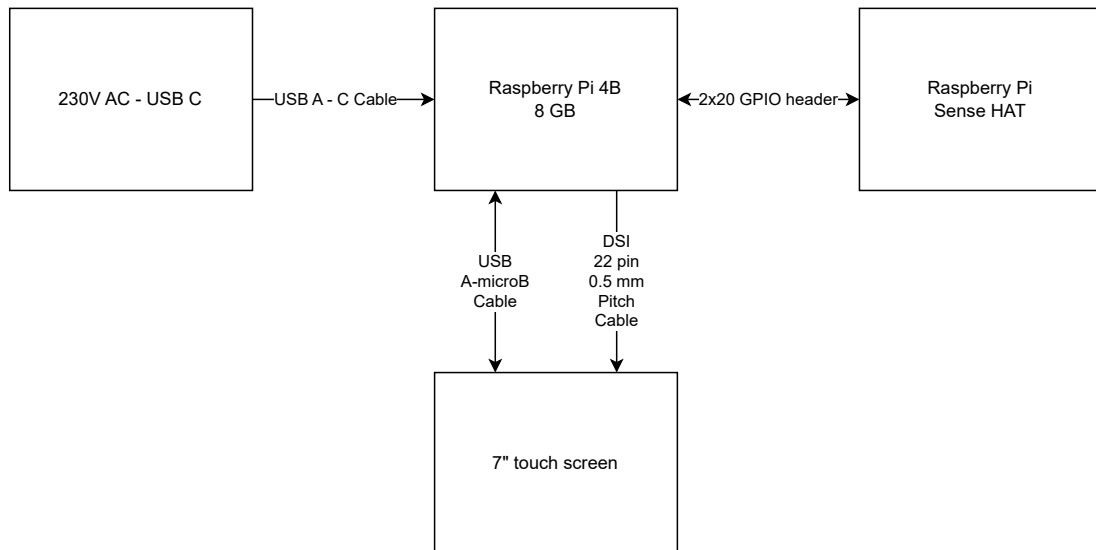 230V AC - USB C
USB A - C Cable
Raspberry Pi 4B
8 GB
2x20 GPIO header
Raspberry Pi
Sense HAT
USB
A-microB
Cable
DSI
22 pin
0.5 mm
Pitch
Cable
7" touch screen